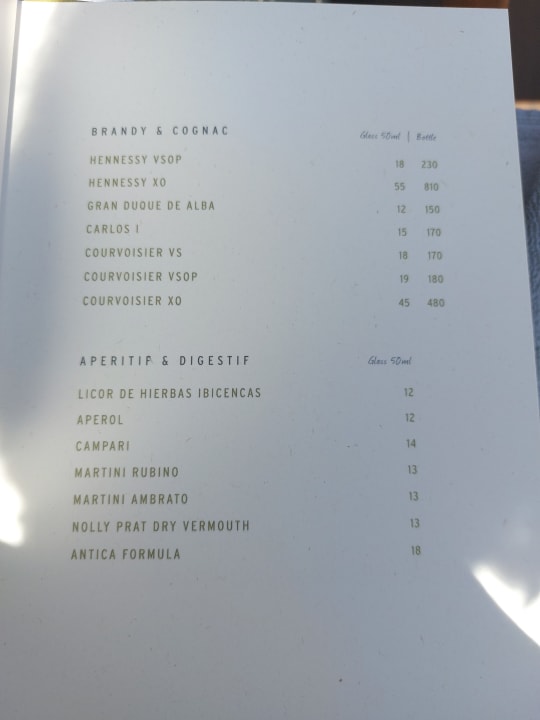 BRANDY & COGNAC Glass 50ml | Bottle
HENNESSY VSOP 18 230
HENNESSY XO 55 810
GRAN DUQUE DE ALBA 12 150
CARLOS I 15 170
COURVOISIER VS 18 170
COURVOISIER VSOP 19 180
COURVOISIER XO 45 480
APERITIF & DIGESTIF Glass 50ml
LICOR DE HIERBAS IBICENCAS 12
APEROL 12
CAMPARI 14
MARTINI RUBINO 13
MARTINI AMBRATO 13
NOLLY PRAT DRY VERMOUTH 13
ANTICA FORMULA 18